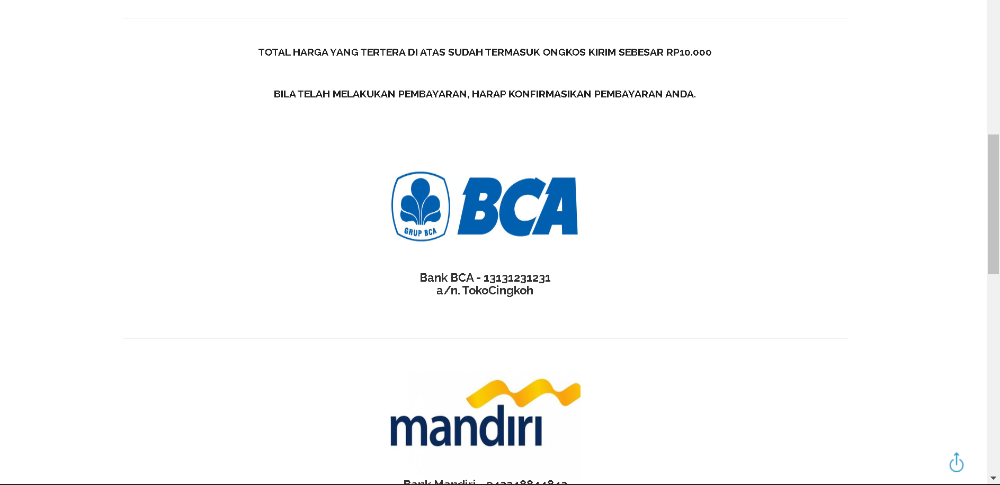 TOTAL HARGA YANG TERTERA DI ATAS SUDAH TERMASUK ONGKOS KIRIM SEBESAR RP10.000
BILA TELAH MELAKUKAN PEMBAYARAN, HARAP KONFIRMASIKAN PEMBAYARAN ANDA.
GRUP BCA
BCA
Bank BCA - 13131231231
a/n. TokoCingkoh
mandiri
Bank Mandiri -